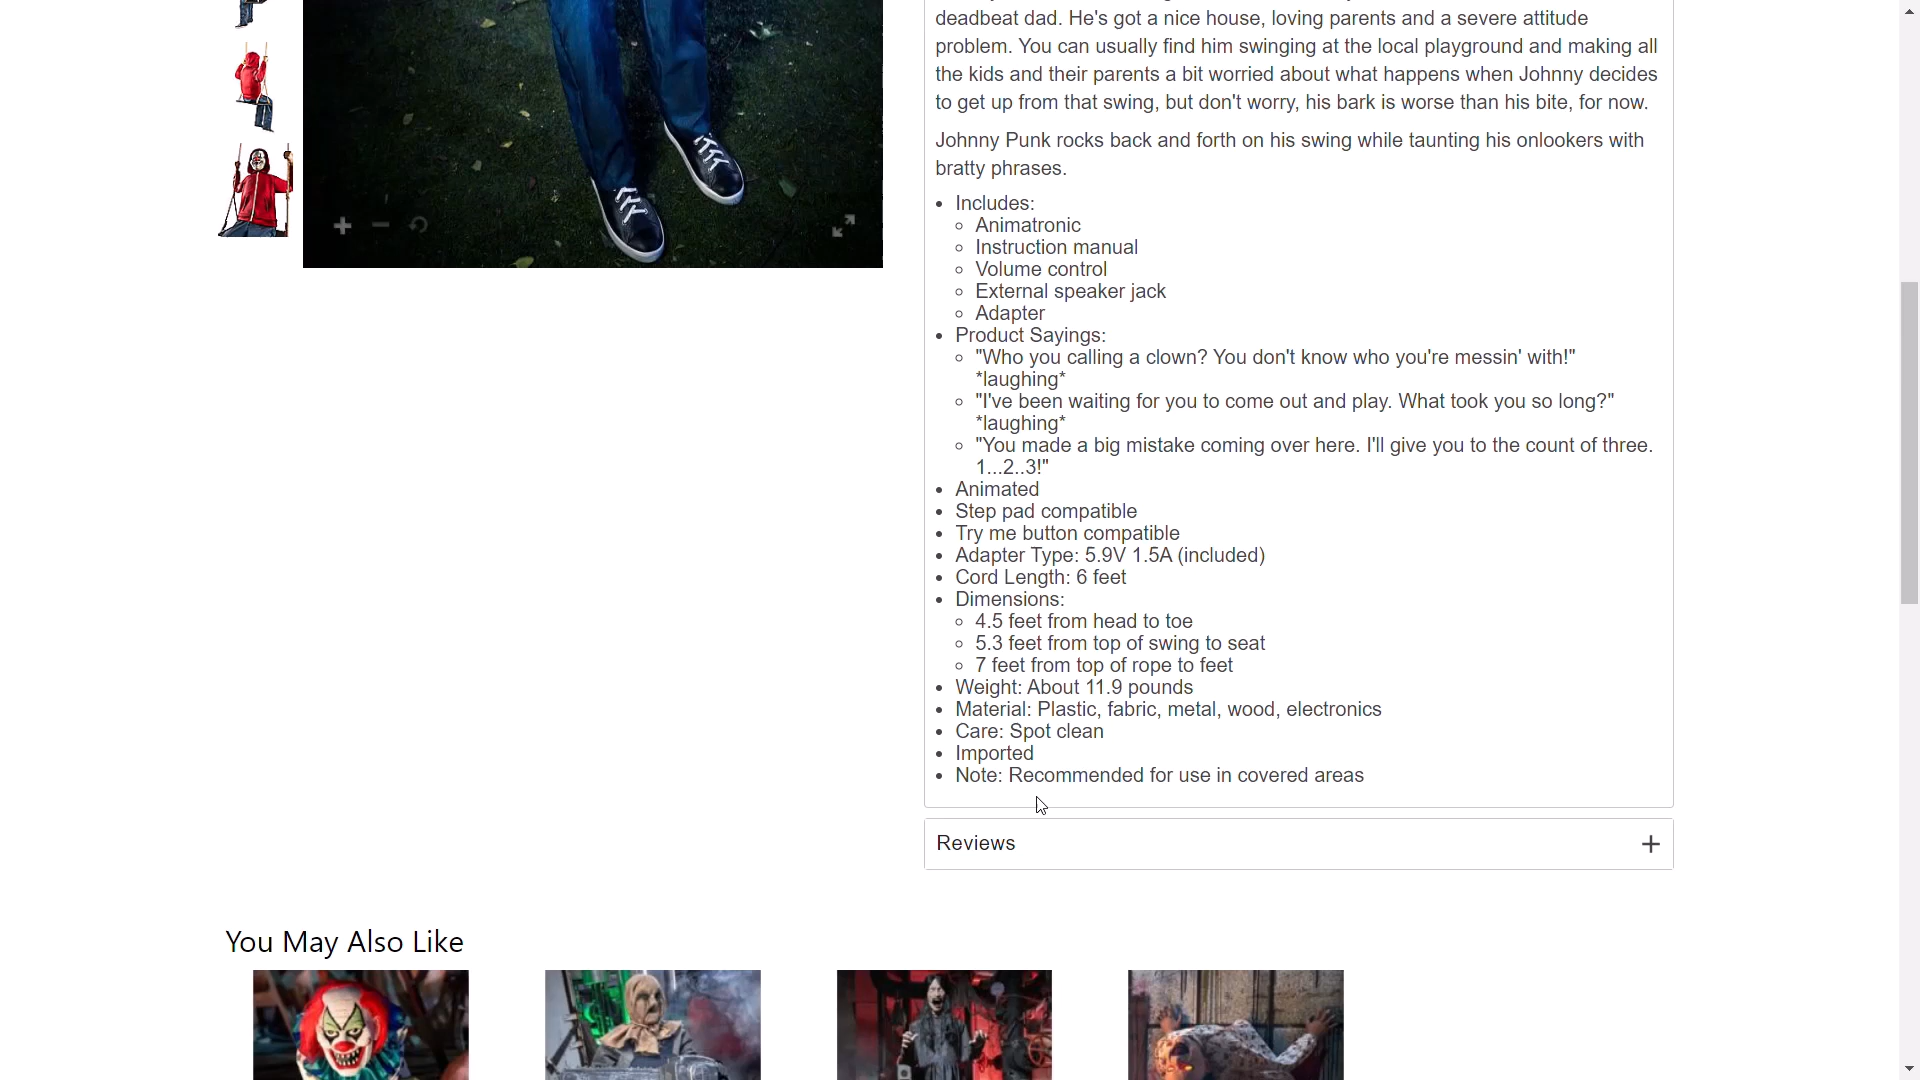 deadbeat dad. He's got a nice house, loving parents and a severe attitude
problem. You can usually find him swinging at the local playground and making all
the kids and their parents a bit worried about what happens when Johnny decides
to get up from that swing, but don't worry, his bark is worse than his bite, for now.
Johnny Punk rocks back and forth on his swing while taunting his onlookers with
bratty phrases.
• Includes:
◦ Animatronic
◦ Instruction manual
◦ Volume control
◦ External speaker jack
◦ Adapter
• Product Sayings:
◦ "Who you calling a clown? You don't know who you're messin' with!"
*laughing*
◦ "I've been waiting for you to come out and play. What took you so long?"
*laughing*
◦ "You made a big mistake coming over here. I'll give you to the count of three.
1...2..3!"
• Animated
• Step pad compatible
• Try me button compatible
• Adapter Type: 5.9V 1.5A (included)
• Cord Length: 6 feet
• Dimensions:
◦ 4.5 feet from head to toe
◦ 5.3 feet from top of swing to seat
◦ 7 feet from top of rope to feet
• Weight: About 11.9 pounds
• Material: Plastic, fabric, metal, wood, electronics
• Care: Spot clean
• Imported
• Note: Recommended for use in covered areas
Reviews
You May Also Like